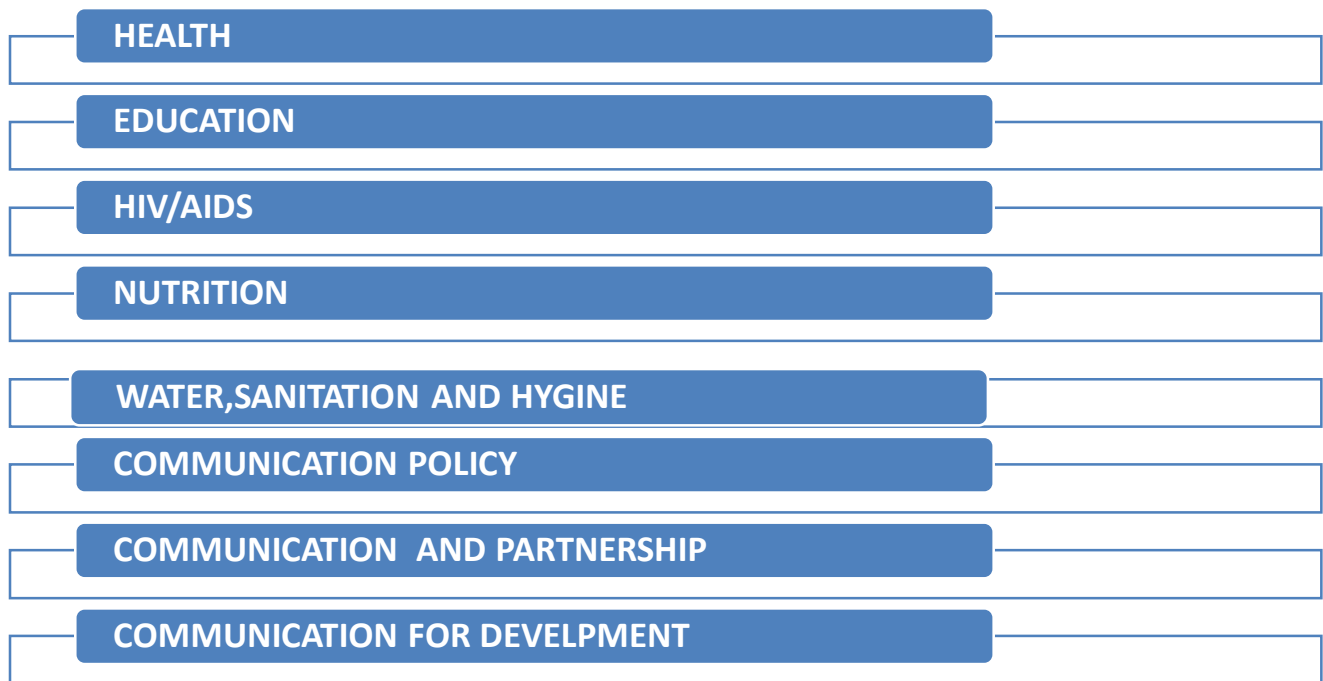 HEALTH
EDUCATION
HIV/AIDS
NUTRITION
WATER,SANITATION AND HYGINE
COMMUNICATION POLICY
COMMUNICATION AND PARTNERSHIP
COMMUNICATION FOR DEVELPMENT